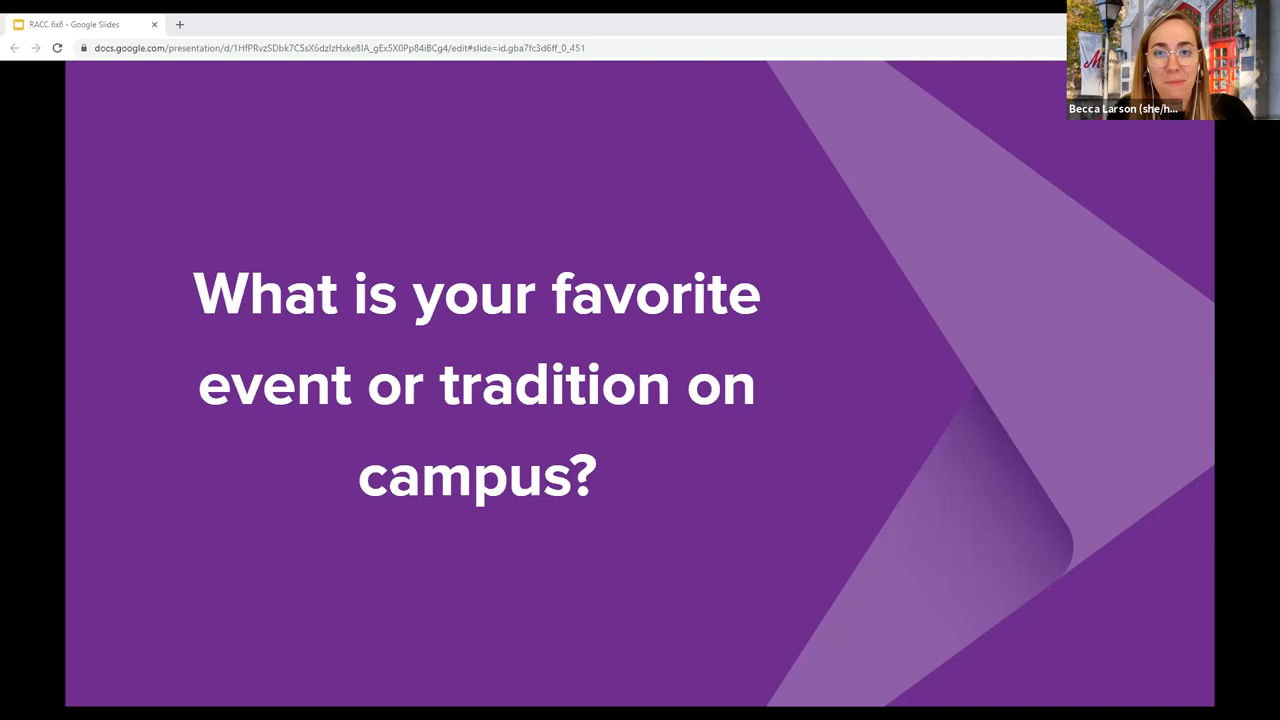 RACC 6x6 - Google Slides
docs.google.com/presentation/d/1HfPRvzSDbk7C5sX6dzIzHxke8IA_gEx5X0Pp84iBCg4/edit#slide=id.gba7fc3d6ff_0_451
M
Becca Larson (she/h...
What is your favorite
event or tradition on
campus?